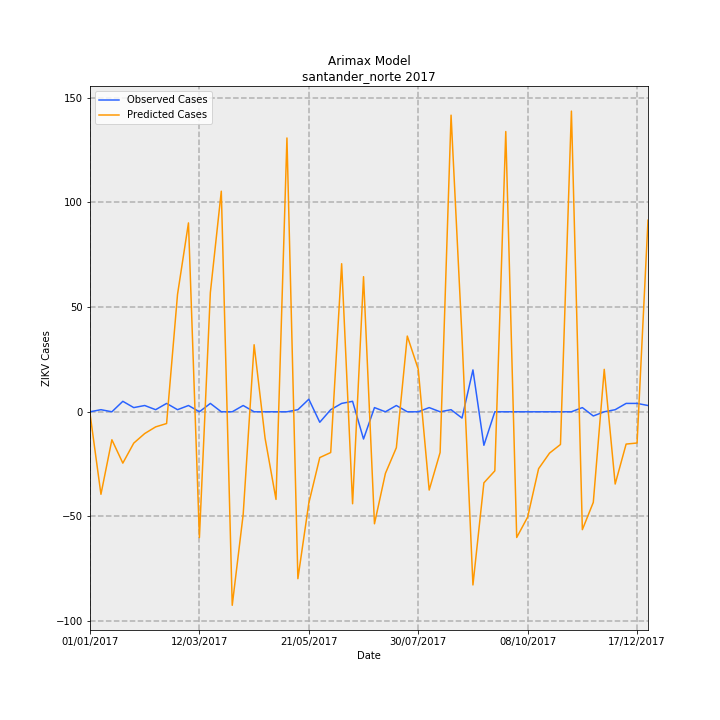 Arimax Model
santander_norte 2017
Observed Cases
Predicted Cases
150
100
50
0
−50
−100
ZIKV Cases
01/01/2017 12/03/2017 21/05/2017 30/07/2017 08/10/2017 17/12/2017
Date